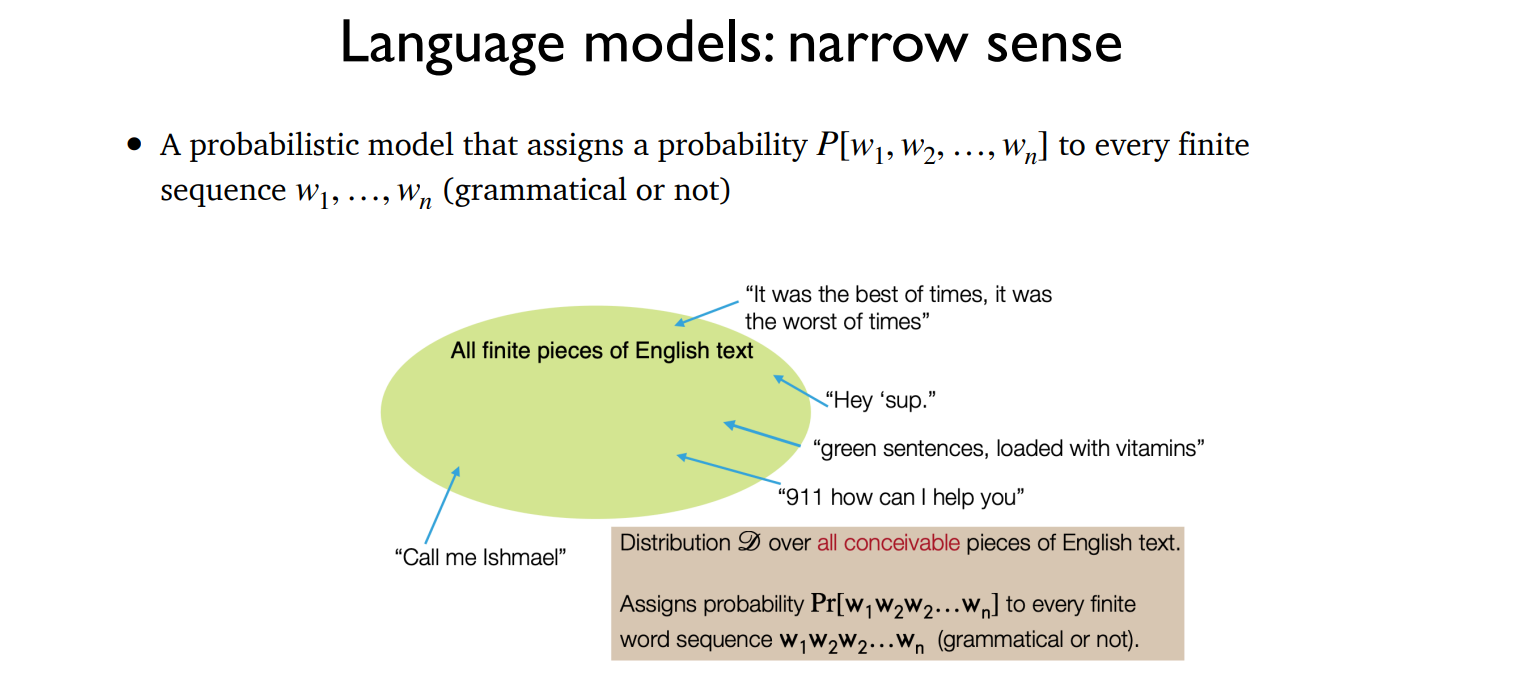 Language models: narrow sense
• A probabilistic model that assigns a probability P[w₁, w₂, …, wₙ] to every finite
sequence w₁, …, wₙ (grammatical or not)
“It was the best of times, it was
the worst of times”
All finite pieces of English text
“Hey ‘sup.”
“green sentences, loaded with vitamins”
“911 how can I help you”
“Call me Ishmael”
Distribution 𝒟 over all conceivable pieces of English text.
Assigns probability Pr[w₁w₂w₂…wₙ] to every finite
word sequence w₁w₂w₂…wₙ (grammatical or not).